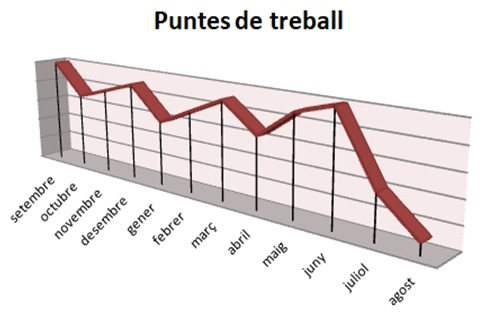 Puntes de treball
setembre
octubre
novembre
desembre
gener
febrer
març
abril
maig
juny
juliol
agost